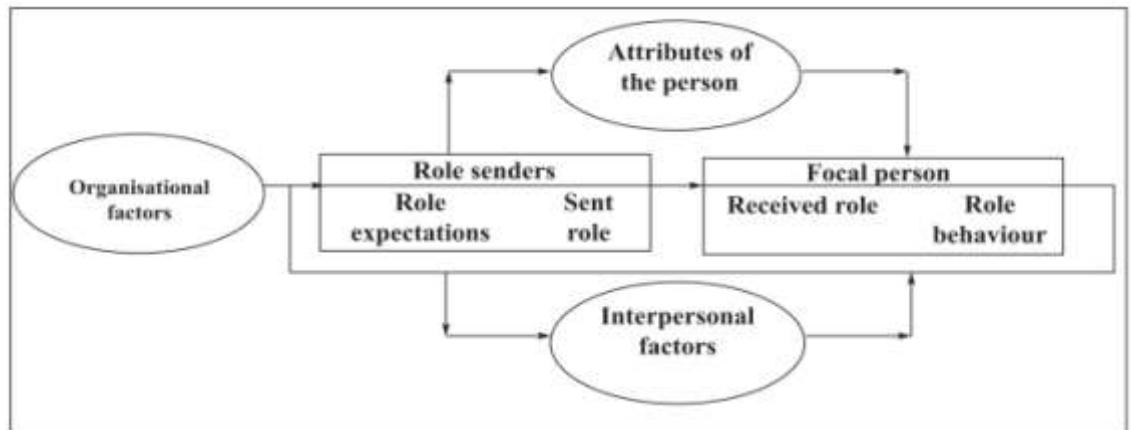 Attributes of
the person
Organisational
factors
Role senders
Role
expectations
Sent
role
Focal person
Received role
Role
behaviour
Interpersonal
factors